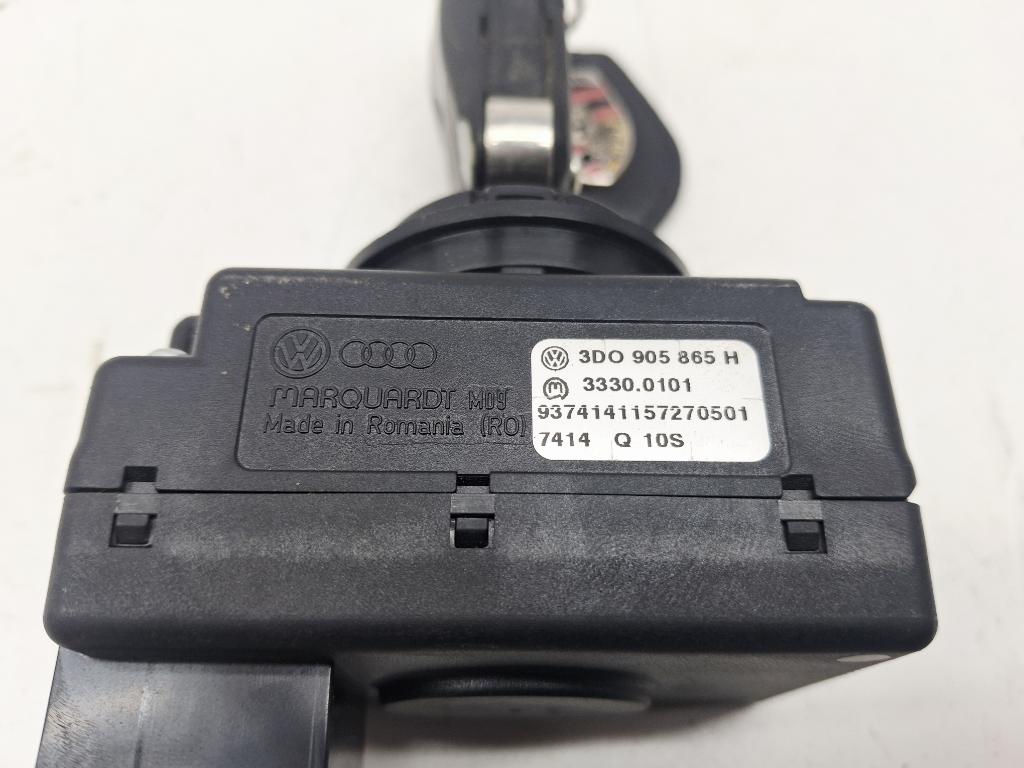 MARQUARDT M09
Made in Romania (RO)
3D0 905 865 H
3330.0101
9374141157270501
7414 Q 10S